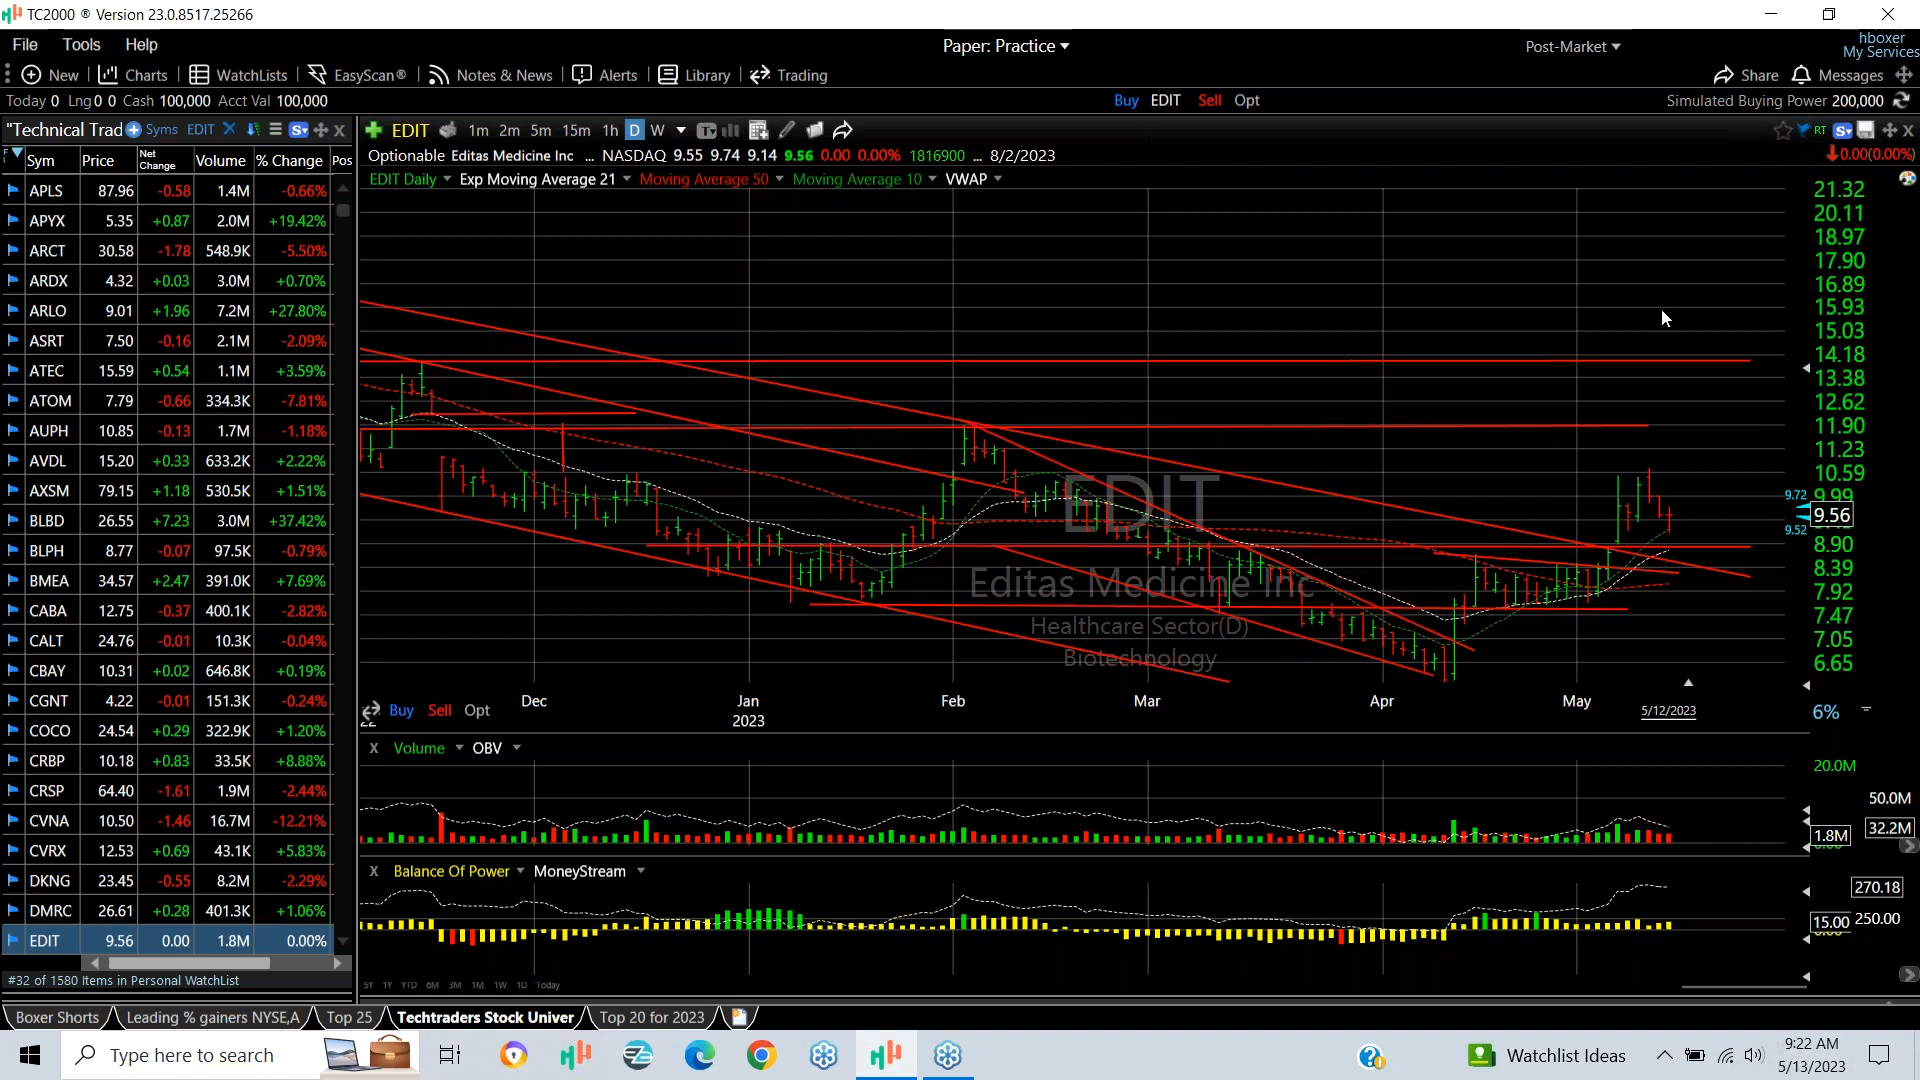 TC2000 ® Version 23.0.8517.25266
File Tools Help
Paper: Practice
Post-Market
hboxer
My Services
New Charts WatchLists EasyScan® Notes & News Alerts Library Trading
Share Messages
Today 0 Lng 0 0 Cash 100,000 Acct Val 100,000
Buy EDIT Sell Opt
Simulated Buying Power 200,000
"Technical Trad Syms EDIT
EDIT 1m 2m 5m 15m 1h D W
RT
Sym Price Net Change Volume % Change Pos
Optionable Editas Medicine Inc ... NASDAQ 9.55 9.74 9.14 9.56 0.00 0.00% 1816900 ... 8/2/2023
0.00(0.00%)
EDIT Daily Exp Moving Average 21 Moving Average 50 Moving Average 10 VWAP
APLS 87.96 -0.58 1.4M -0.66%
APYX 5.35 +0.87 2.0M +19.42%
ARCT 30.58 -1.78 548.9K -5.50%
ARDX 4.32 +0.03 3.0M +0.70%
ARLO 9.01 +1.96 7.2M +27.80%
ASRT 7.50 -0.16 2.1M -2.09%
ATEC 15.59 +0.54 1.1M +3.59%
ATOM 7.79 -0.66 334.3K -7.81%
AUPH 10.85 -0.13 1.7M -1.18%
AVDL 15.20 +0.33 633.2K +2.22%
AXSM 79.15 +1.18 530.5K +1.51%
BLBD 26.55 +7.23 3.0M +37.42%
BLPH 8.77 -0.07 97.5K -0.79%
BMEA 34.57 +2.47 391.0K +7.69%
CABA 12.75 -0.37 400.1K -2.82%
CALT 24.76 -0.01 10.3K -0.04%
CBAY 10.31 +0.02 646.8K +0.19%
CGNT 4.22 -0.01 151.3K -0.24%
COCO 24.54 +0.29 322.9K +1.20%
CRBP 10.18 +0.83 33.5K +8.88%
CRSP 64.40 -1.61 1.9M -2.44%
CVNA 10.50 -1.46 16.7M -12.21%
CVRX 12.53 +0.69 43.1K +5.83%
DKNG 23.45 -0.55 8.2M -2.29%
DMRC 26.61 +0.28 401.3K +1.06%
EDIT 9.56 0.00 1.8M 0.00%
#32 of 1580 Items in Personal WatchList
21.32
20.11
18.97
17.90
16.89
15.93
15.03
14.18
13.38
12.62
11.90
11.23
10.59
9.72 9.99
9.56
9.52
8.90
8.39
7.92
7.47
7.05
6.65
EDIT
Editas Medicine Inc
Healthcare Sector(D)
Biotechnology
Dec Jan Feb Mar Apr May
2023
5/12/2023
6%
Buy Sell Opt
X Volume OBV
20.0M
50.0M
1.8M 32.2M
X Balance Of Power MoneyStream
270.18
15.00 250.00
5Y 1Y YTD 6M 3M 1M 1W 1D Today
Boxer Shorts Leading % gainers NYSE,A Top 25 Techtraders Stock Univer Top 20 for 2023
Type here to search
Watchlist Ideas
9:22 AM
5/13/2023